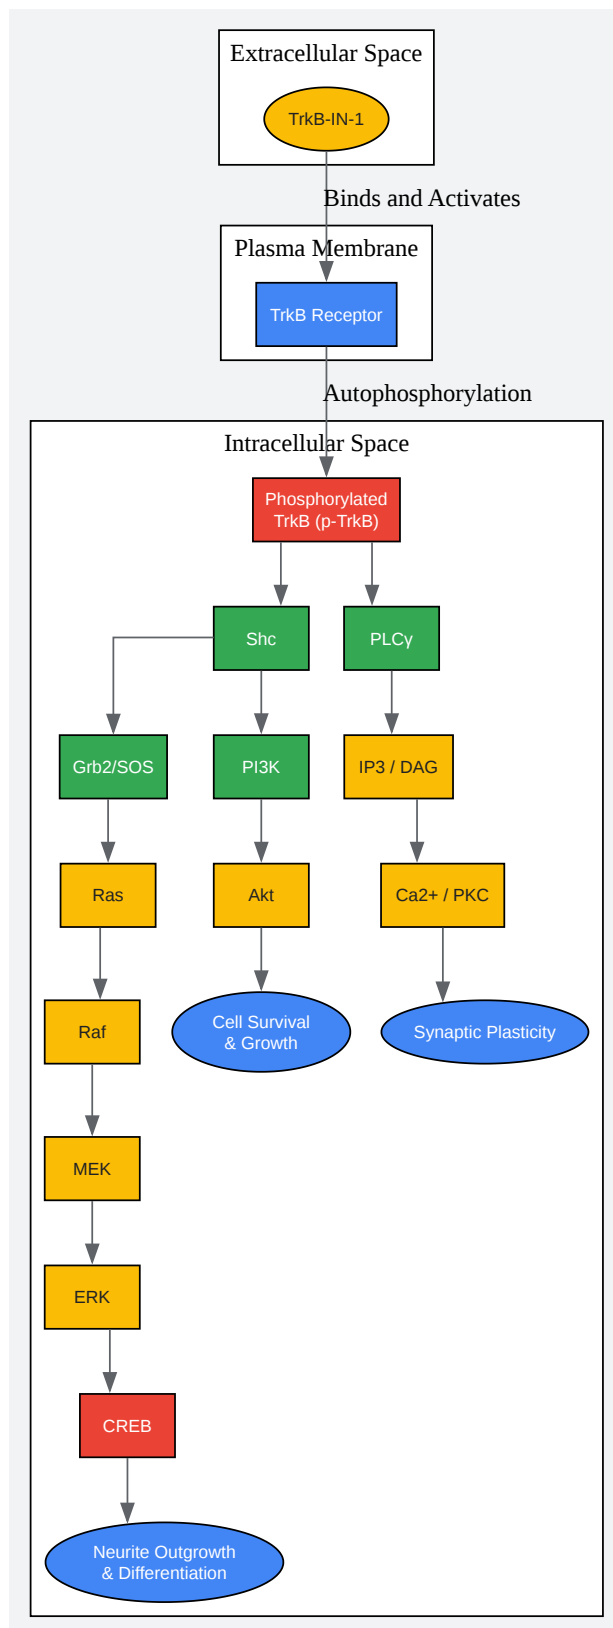 Extracellular Space
TrkB-IN-1
Binds and Activates
Plasma Membrane
TrkB Receptor
Autophosphorylation
Intracellular Space
Phosphorylated
TrkB (p-TrkB)
Shc
PLCγ
Grb2/SOS
PI3K
IP3 / DAG
Ras
Akt
Ca2+ / PKC
Raf
Cell Survival
& Growth
Synaptic Plasticity
MEK
ERK
CREB
Neurite Outgrowth
& Differentiation